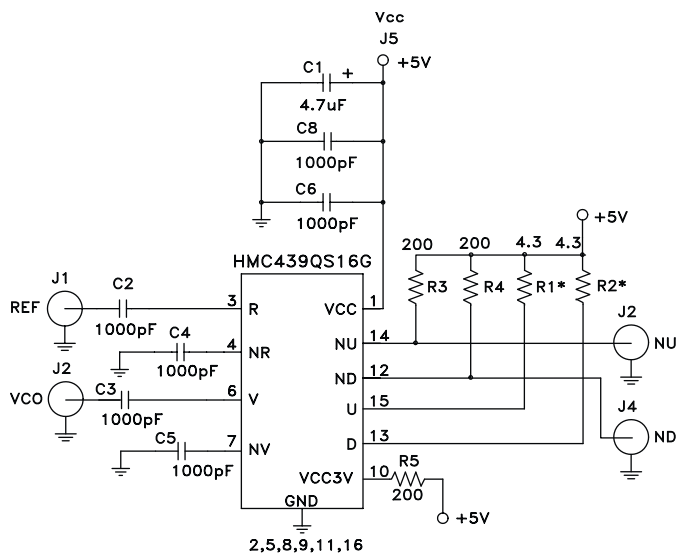 Vcc
J5
+5V
C1
+
4.7uF
C8
1000pF
C6
1000pF
+5V
200 200 4.3 4.3
HMC439QS16G
R3 R4 R1* R2*
J1
REF
C2
1000pF
3 R
VCC 1
J2
NU
C4
1000pF
4 NR
NU 14
J2
VCO
C3
1000pF
6 V
ND 12
U 15
J4
ND
C5
1000pF
7 NV
D 13
VCC3V 10
R5
200
+5V
GND
2,5,8,9,11,16